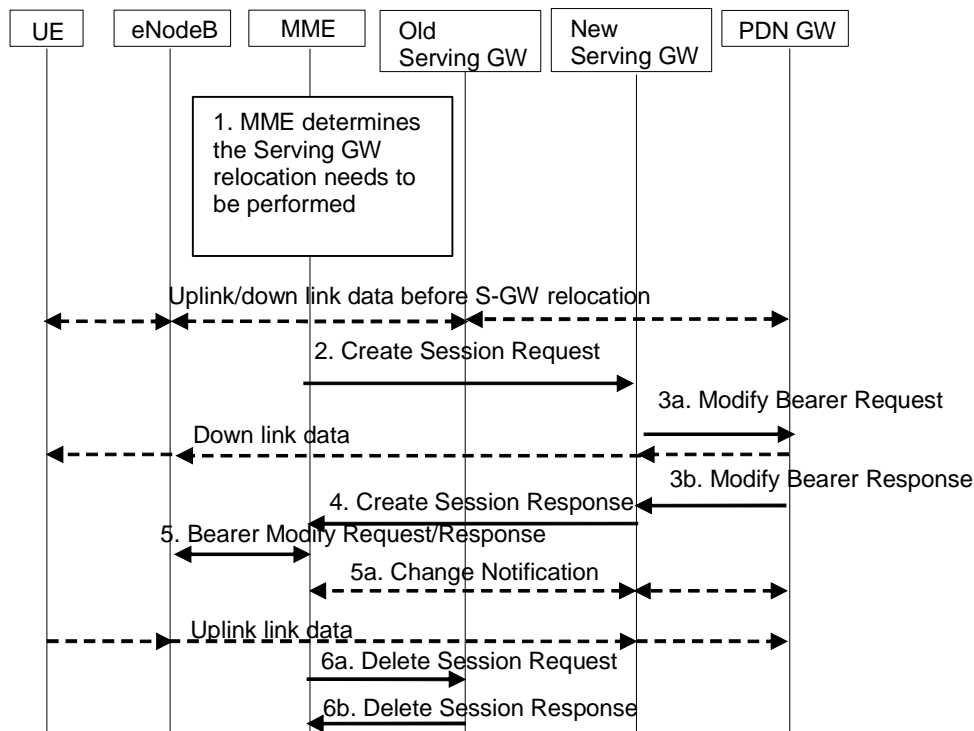 UE
eNodeB
MME
Old
Serving GW
New
Serving GW
PDN GW
1. MME determines
the Serving GW
relocation needs to
be performed
Uplink/down link data before S-GW relocation
2. Create Session Request
3a. Modify Bearer Request
Down link data
3b. Modify Bearer Response
4. Create Session Response
5. Bearer Modify Request/Response
5a. Change Notification
Uplink link data
6a. Delete Session Request
6b. Delete Session Response